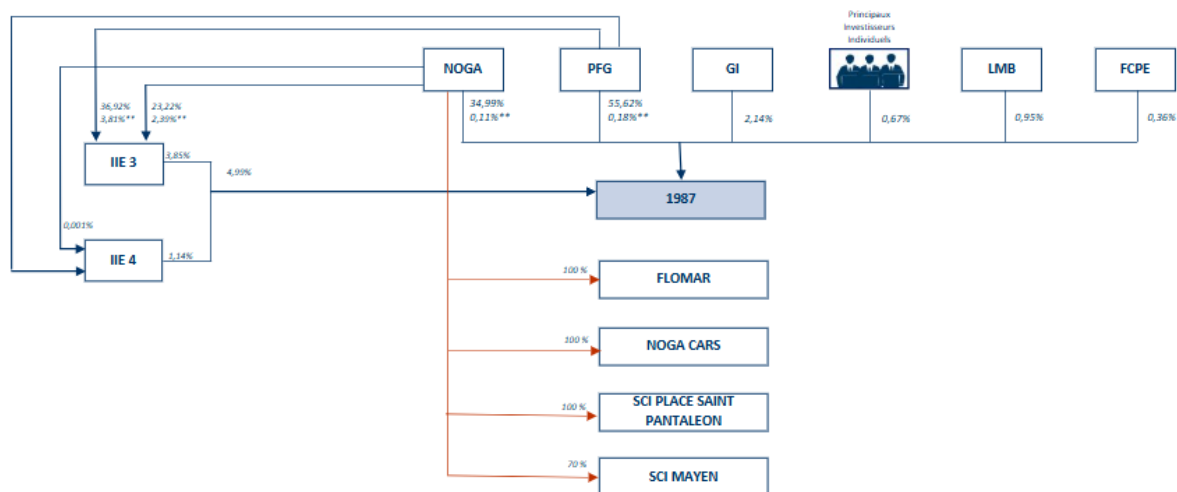 Principaux
Investisseurs
Individuels
NOGA
PFG
GI
LMB
FCPE
36,92%
3,81%**
23,22%
2,39%**
34,99%
0,11%**
55,62%
0,18%**
2,14%
0,67%
0,95%
0,36%
IIE 3
3,85%
4,99%
1987
0,001%
IIE 4
1,14%
100 %
FLOMAR
100 %
NOGA CARS
100 %
SCI PLACE SAINT
PANTALEON
70 %
SCI MAYEN